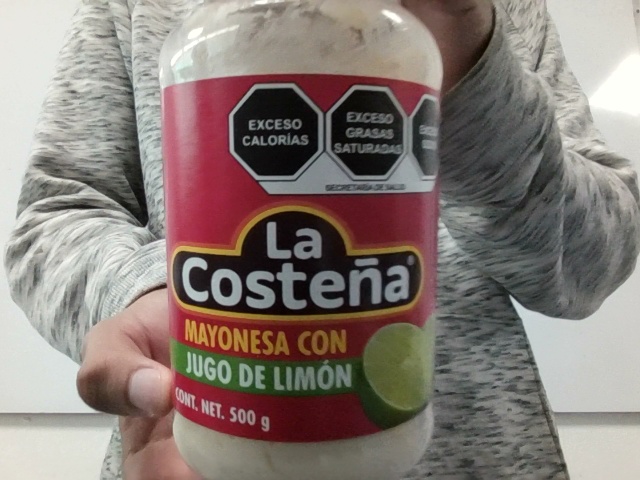 EXCESO
CALORÍAS
EXCESO
GRASAS
SATURADAS
SECRETARÍA DE SALUD
La
Costeña®
MAYONESA CON
JUGO DE LIMÓN
CONT. NET. 500 g